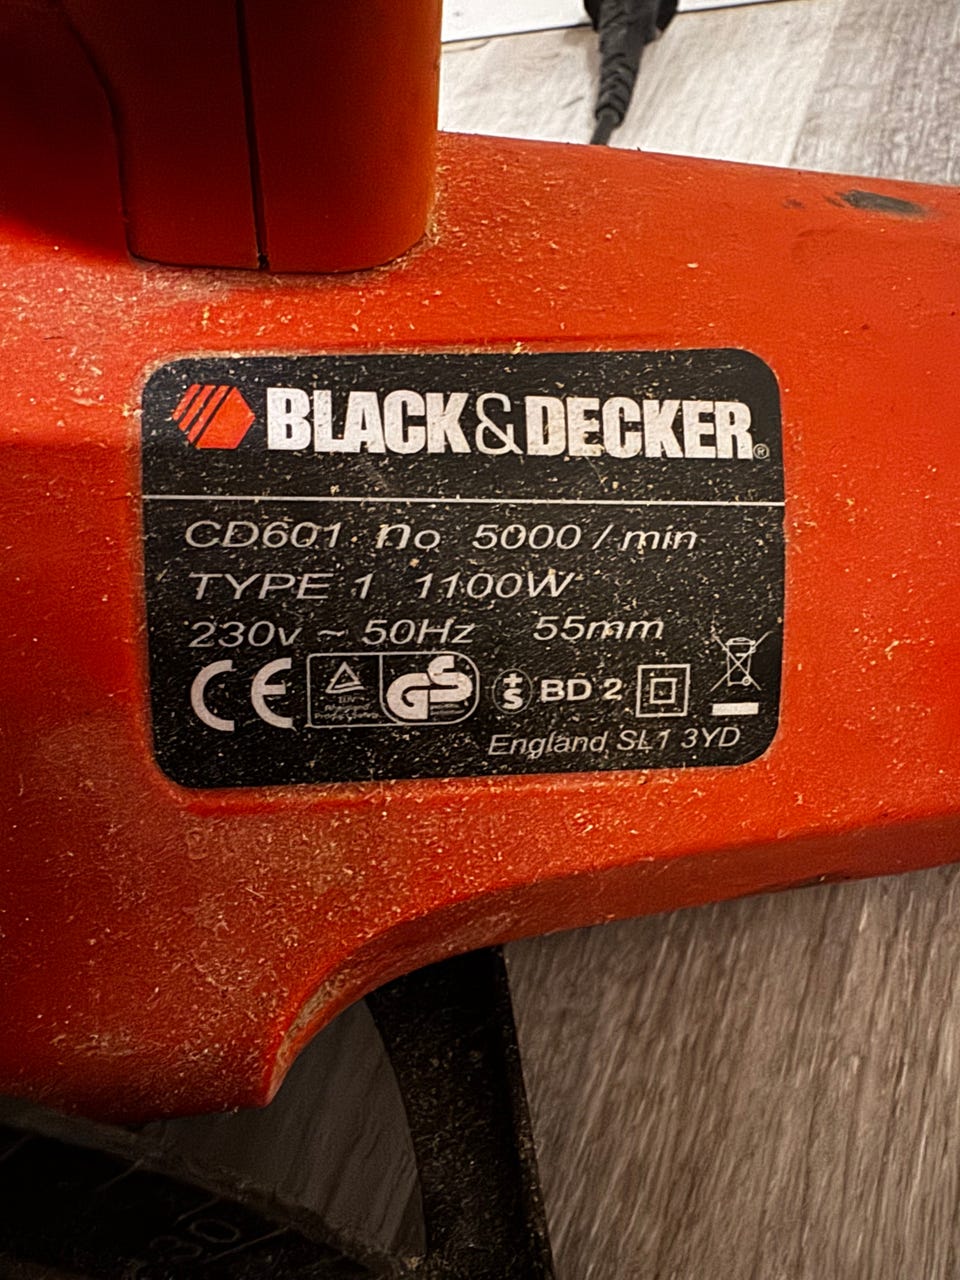 BLACK&DECKER®
CD601 no 5000 / min
TYPE 1 1100W
230v ~ 50Hz 55mm
CE GS +S BD 2
England SL1 3YD